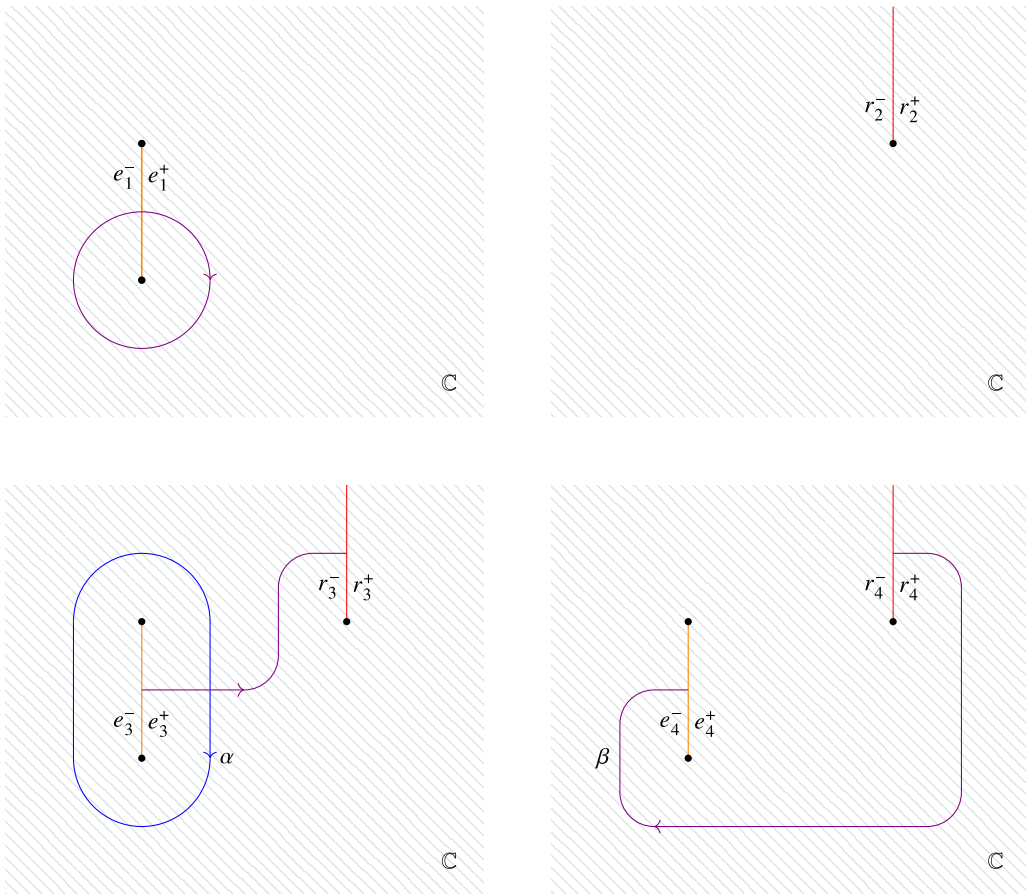 r₂⁻ r₂⁺
e₁⁻ e₁⁺
ℂ ℂ
r₃⁻ r₃⁺ r₄⁻ r₄⁺
e₃⁻ e₃⁺ e₄⁻ e₄⁺
α β
ℂ ℂ